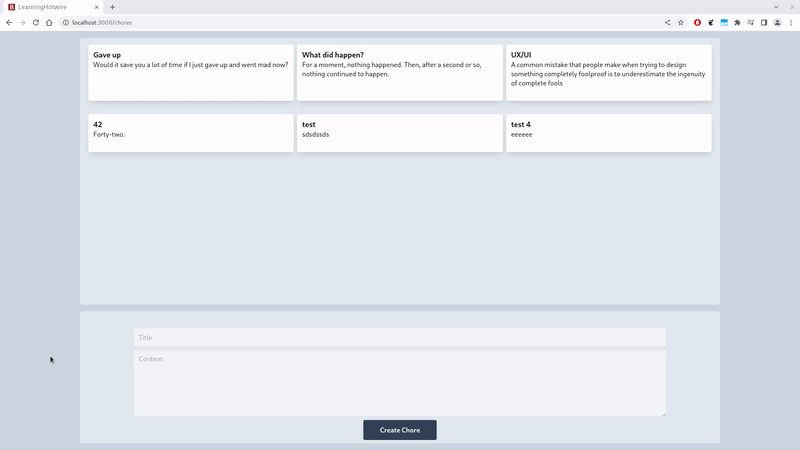 LearningHotwire
localhost:3000/chores
Gave up
Would it save you a lot of time if I just gave up and went mad now?
What did happen?
For a moment, nothing happened. Then, after a second or so,
nothing continued to happen.
UX/UI
A common mistake that people make when trying to design
something completely foolproof is to underestimate the ingenuity
of complete fools
42
Forty-two.
test
sdsdssds
test 4
eeeeee
Title
Content
Create Chore